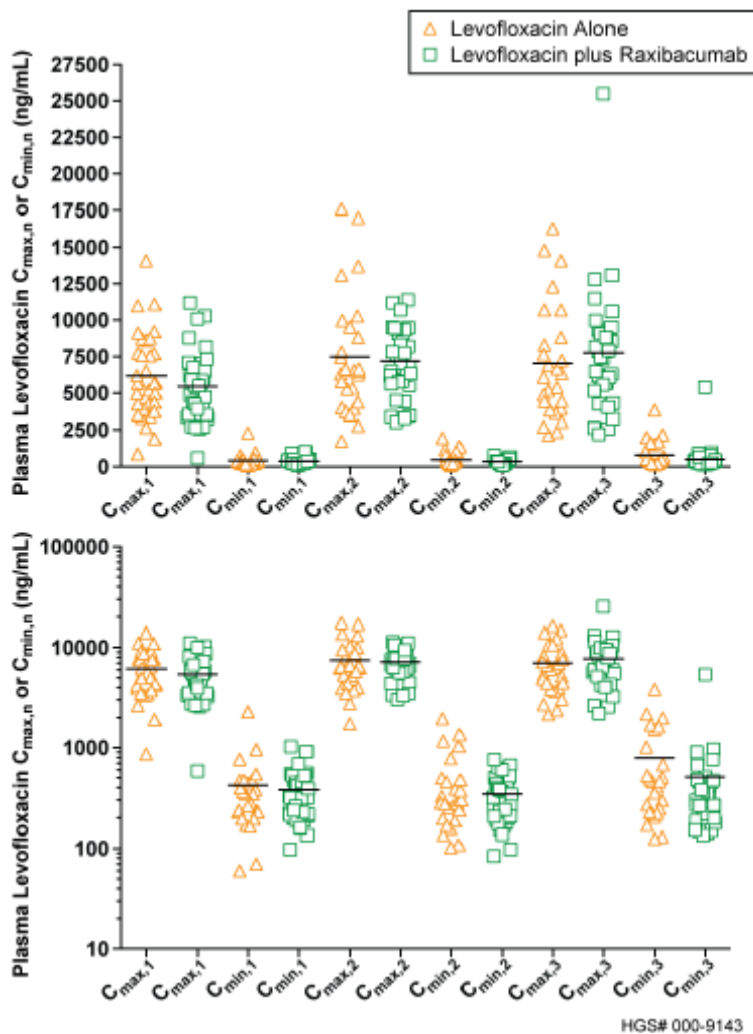 Levofloxacin Alone
Levofloxacin plus Raxibacumab
Plasma Levofloxacin Cmax,n or Cmin,n (ng/mL)
27500
25000
22500
20000
17500
15000
12500
10000
7500
5000
2500
0
Cmax,1
Cmax,1
Cmin,1
Cmin,1
Cmax,2
Cmax,2
Cmin,2
Cmin,2
Cmax,3
Cmax,3
Cmin,3
Cmin,3
Plasma Levofloxacin Cmax,n or Cmin,n (ng/mL)
100000
10000
1000
100
10
Cmax,1
Cmax,1
Cmin,1
Cmin,1
Cmax,2
Cmax,2
Cmin,2
Cmin,2
Cmax,3
Cmax,3
Cmin,3
Cmin,3
HGS# 000-9143